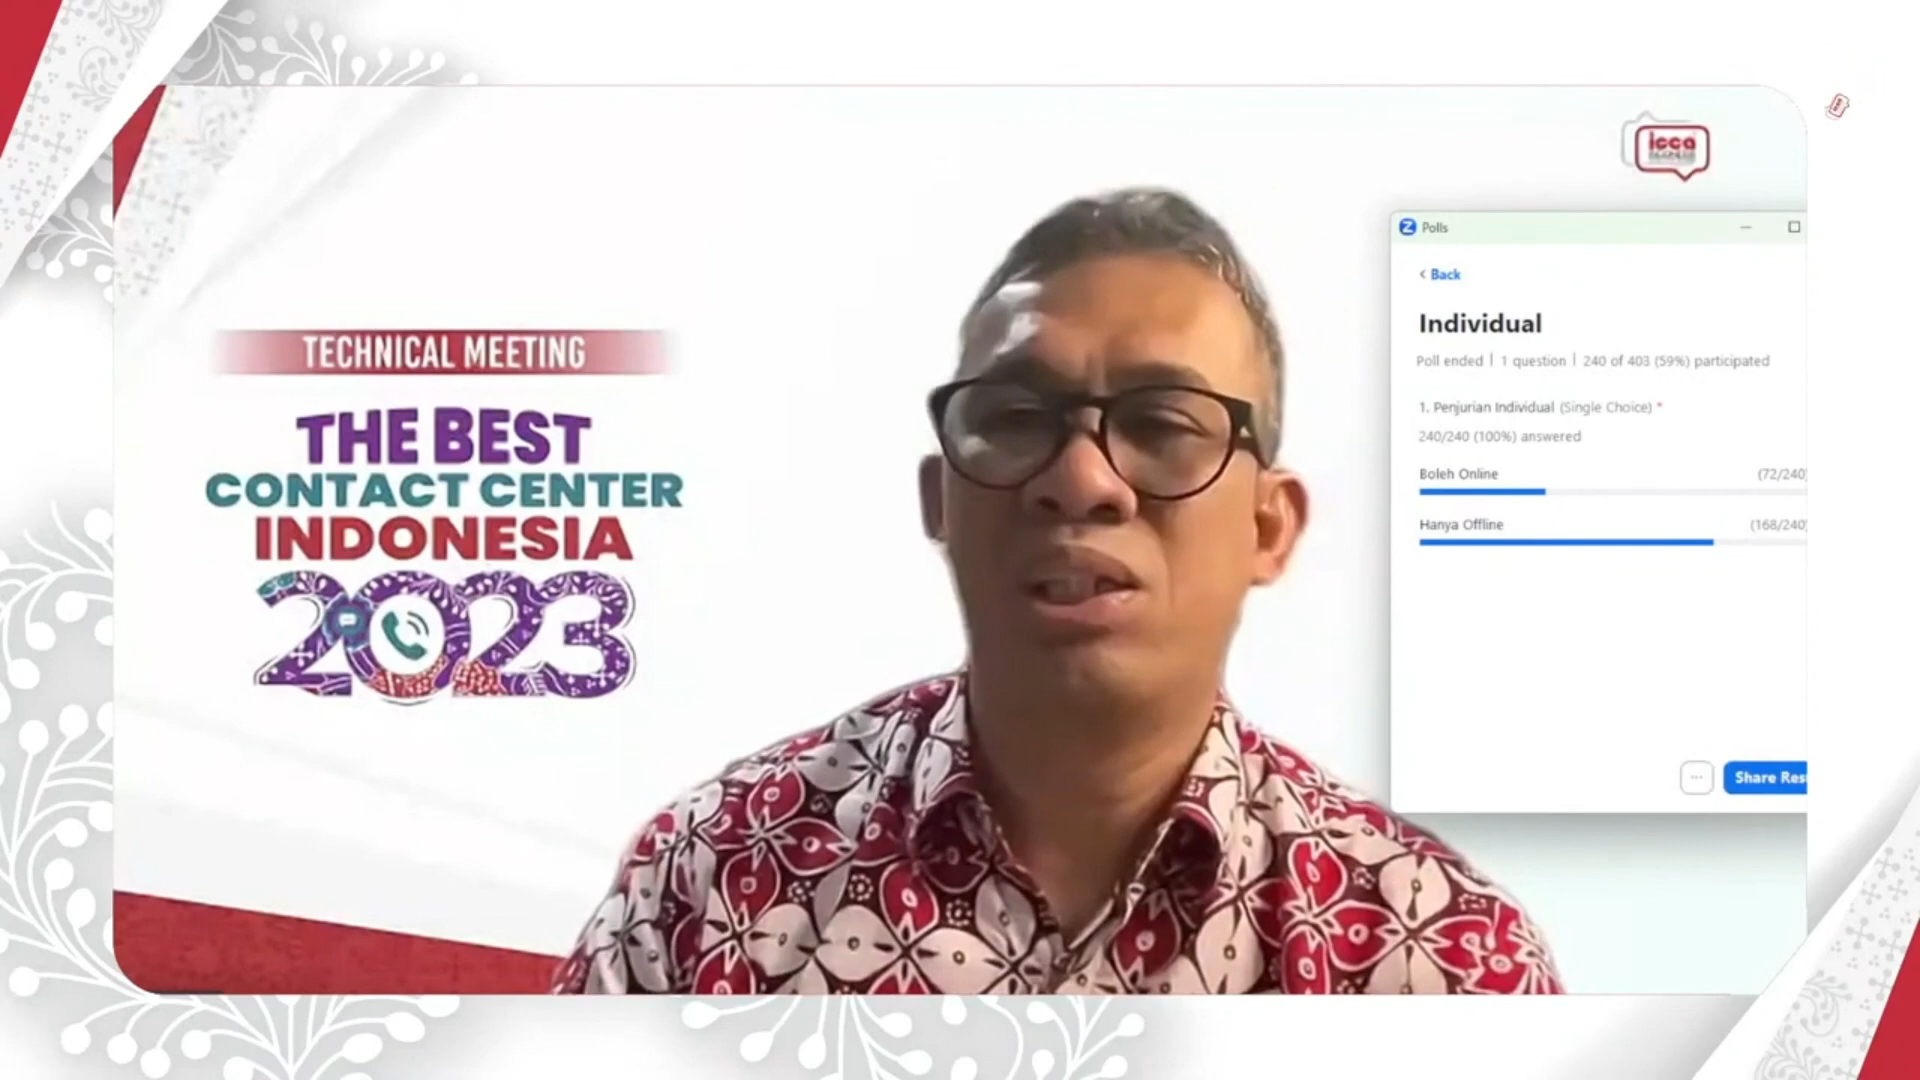 TECHNICAL MEETING
THE BEST
CONTACT CENTER
INDONESIA
2023
icca
Polls
Back
Individual
Poll ended | 1 question | 240 of 403 (59%) participated
1. Penjurian Individual (Single Choice) *
240/240 (100%) answered
Boleh Online (72/240)
Hanya Offline (168/240)
Share Res